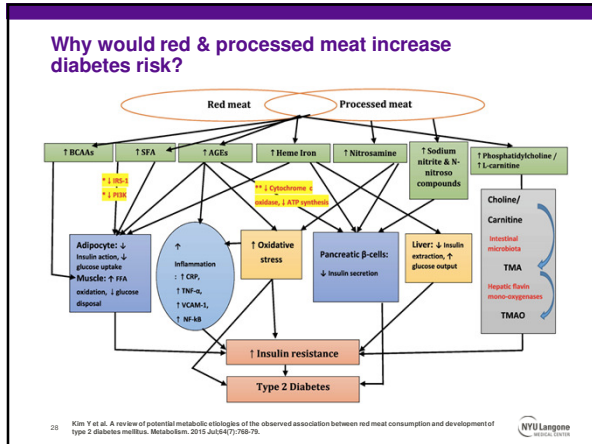 Why would red & processed meat increase
diabetes risk?
Red meat
Processed meat
↑ BCAAs
↑ SFA
↑ AGEs
↑ Heme Iron
↑ Nitrosamine
↑ Sodium
nitrite & N-
nitroso
compounds
↑ Phosphatidylcholine /
↑ L-carnitine
* ↓ IRS-1
* ↓ PI3K
** ↓ Cytochrome c
oxidase, ↓ ATP synthesis
Adipocyte: ↓
Insulin action, ↓
glucose uptake
Muscle: ↑ FFA
oxidation, ↓ glucose
disposal
↑
Inflammation
: ↑ CRP,
↑ TNF-α,
↑ VCAM-1,
↑ NF-kB
↑ Oxidative
stress
Pancreatic β-cells:
↓ Insulin secretion
Liver: ↓ Insulin
extraction, ↑
glucose output
Choline/
Carnitine
Intestinal
microbiota
TMA
Hepatic flavin
mono-oxygenases
TMAO
↑ Insulin resistance
Type 2 Diabetes
28
Kim Y et al. A review of potential metabolic etiologies of the observed association between red meat consumption and development of
type 2 diabetes mellitus. Metabolism. 2015 Jul;64(7):768-79.
NYU Langone
MEDICAL CENTER